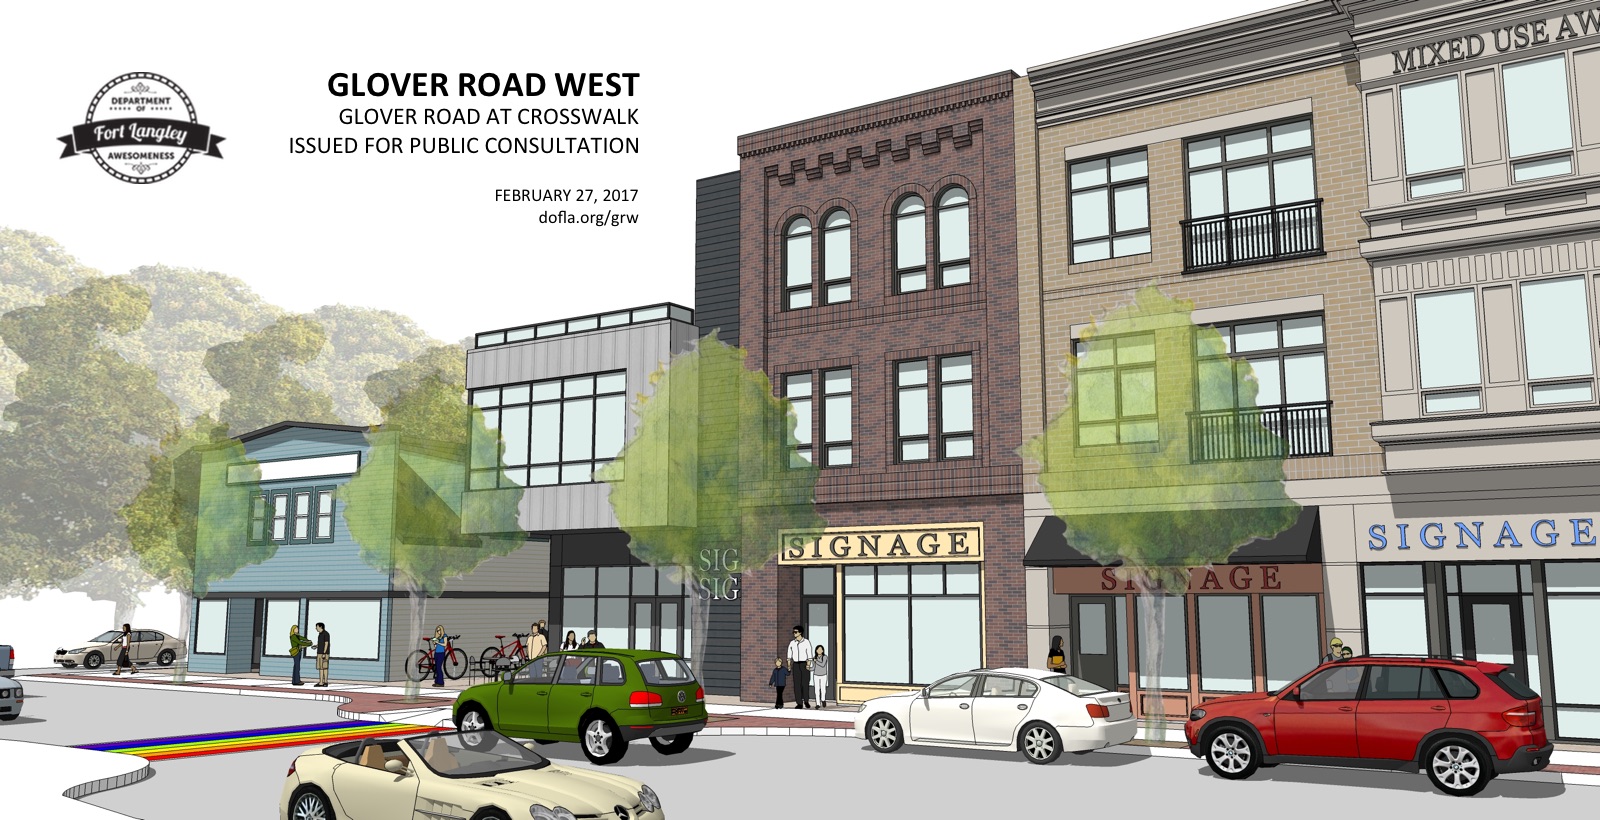 DEPARTMENT
OF
Fort Langley
AWESOMENESS
GLOVER ROAD WEST
GLOVER ROAD AT CROSSWALK
ISSUED FOR PUBLIC CONSULTATION
FEBRUARY 27, 2017
dofla.org/grw
MIXED USE AW
SIGNAGE
SIG
SIG
SIGNAGE
SIGNAGE